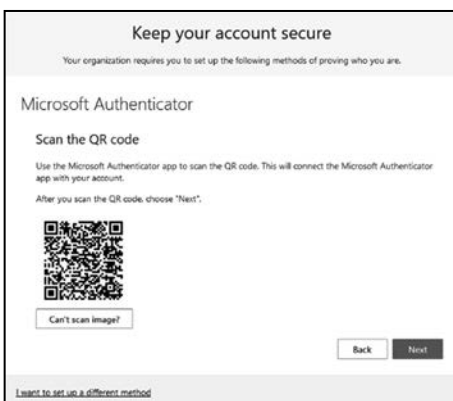 Keep your account secure
Your organization requires you to set up the following methods of proving who you are.
Microsoft Authenticator
Scan the QR code
Use the Microsoft Authenticator app to scan the QR code. This will connect the Microsoft Authenticator
app with your account.
After you scan the QR code, choose "Next".
Can't scan image?
Back Next
I want to set up a different method